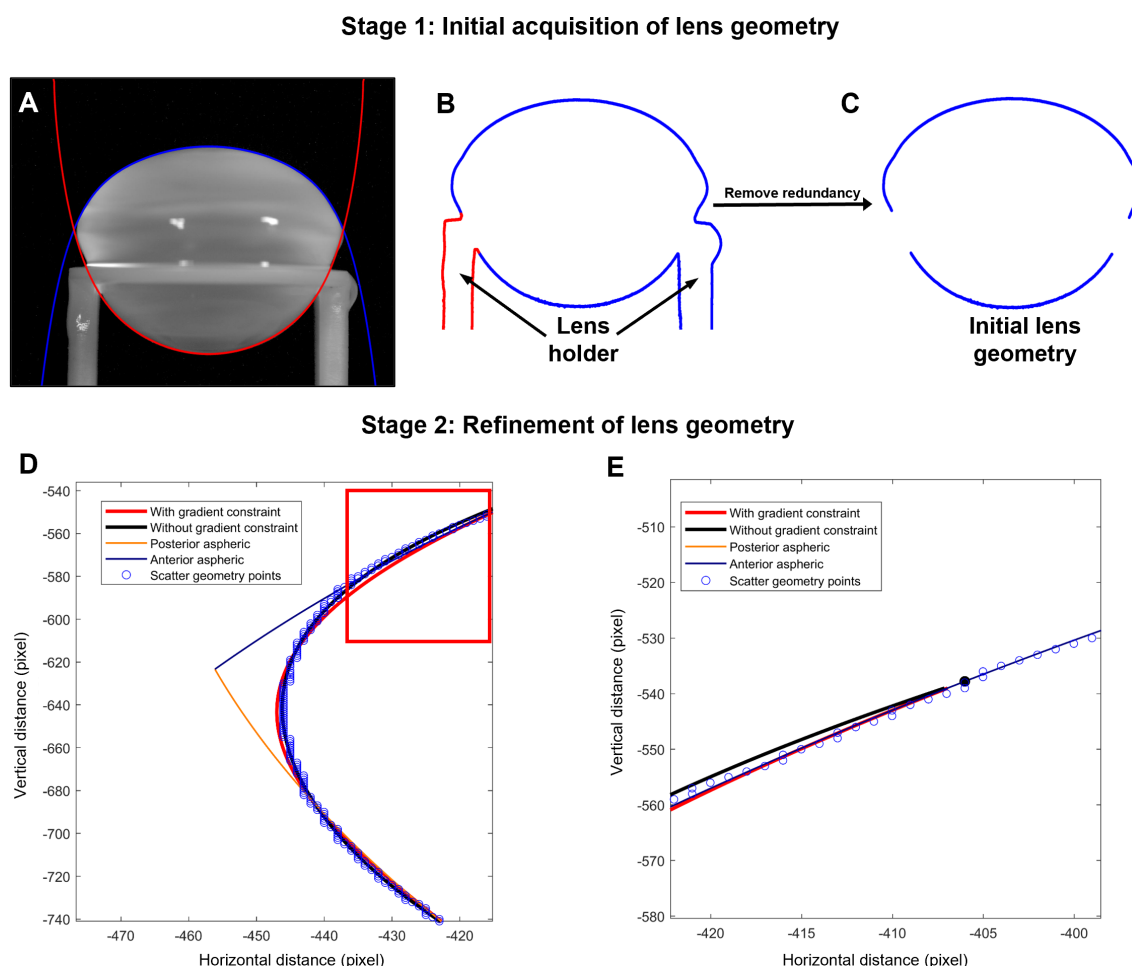 Stage 1: Initial acquisition of lens geometry
A
B
C
Remove redundancy
Lens
holder
Initial lens
geometry
Stage 2: Refinement of lens geometry
D
With gradient constraint
Without gradient constraint
Posterior aspheric
Anterior aspheric
Scatter geometry points
-540
-560
-580
-600
-620
-640
-660
-680
-700
-720
-740
Vertical distance (pixel)
-470
-460
-450
-440
-430
-420
Horizontal distance (pixel)
E
With gradient constraint
Without gradient constraint
Posterior aspheric
Anterior aspheric
Scatter geometry points
-510
-520
-530
-540
-550
-560
-570
-580
Vertical distance (pixel)
-420
-415
-410
-405
-400
Horizontal distance (pixel)